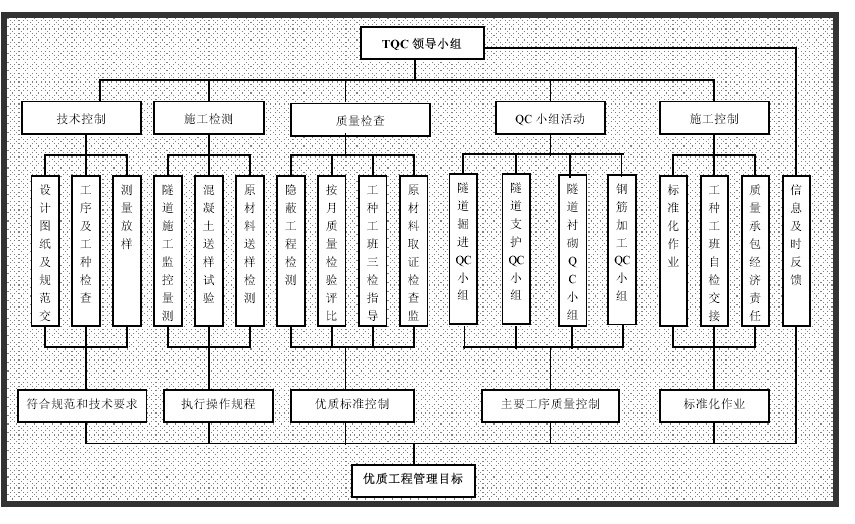 TQC 领导小组
技术控制
施工检测
质量检查
QC 小组活动
施工控制
设计图纸及规范交
工序及工种检查
测量放样
隧道施工监控量测
混凝土送样试验
原材料送样检测
隐蔽工程检测
按月质量检验评比
工种工班三检指导
原材料取证检查监
隧道掘进QC小组
隧道支护QC小组
隧道衬砌QC小组
钢筋加工QC小组
标准化作业
工种工班自检交接
质量承包经济责任
信息及时反馈
符合规范和技术要求
执行操作规程
优质标准控制
主要工序质量控制
标准化作业
优质工程管理目标